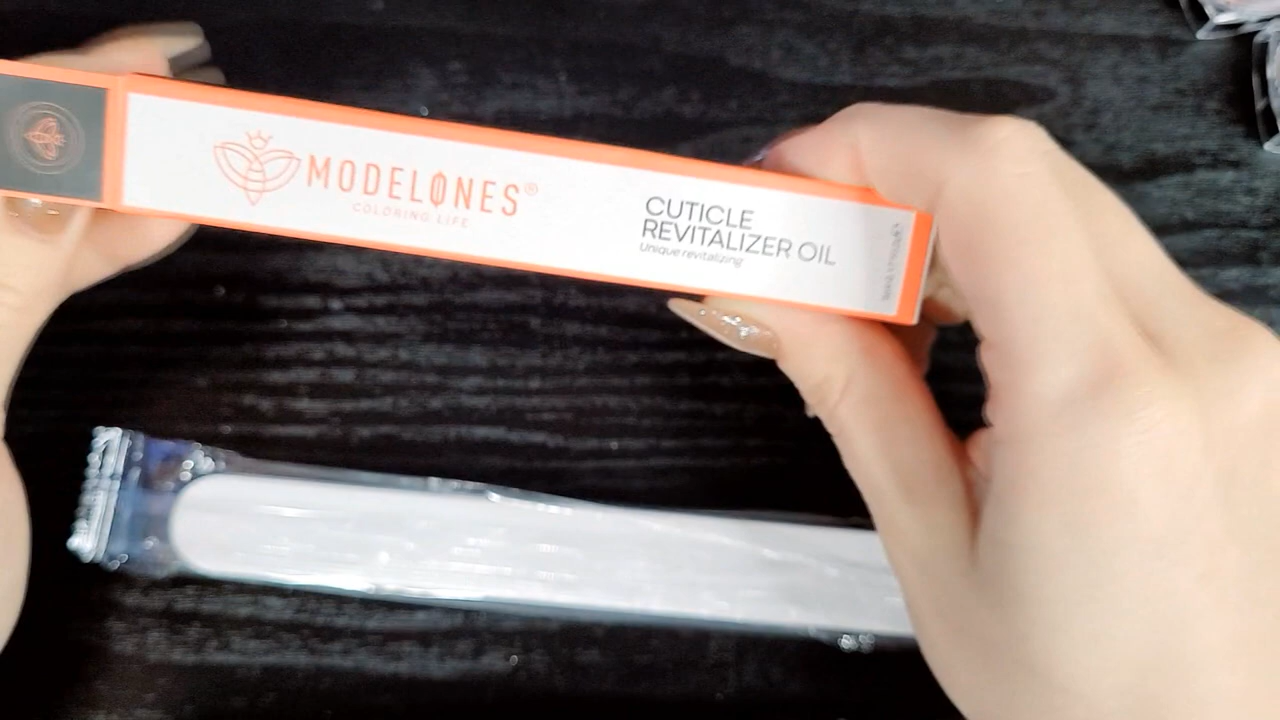 MODELONES®
COLORING LIFE
CUTICLE
REVITALIZER OIL
Unique revitalizing